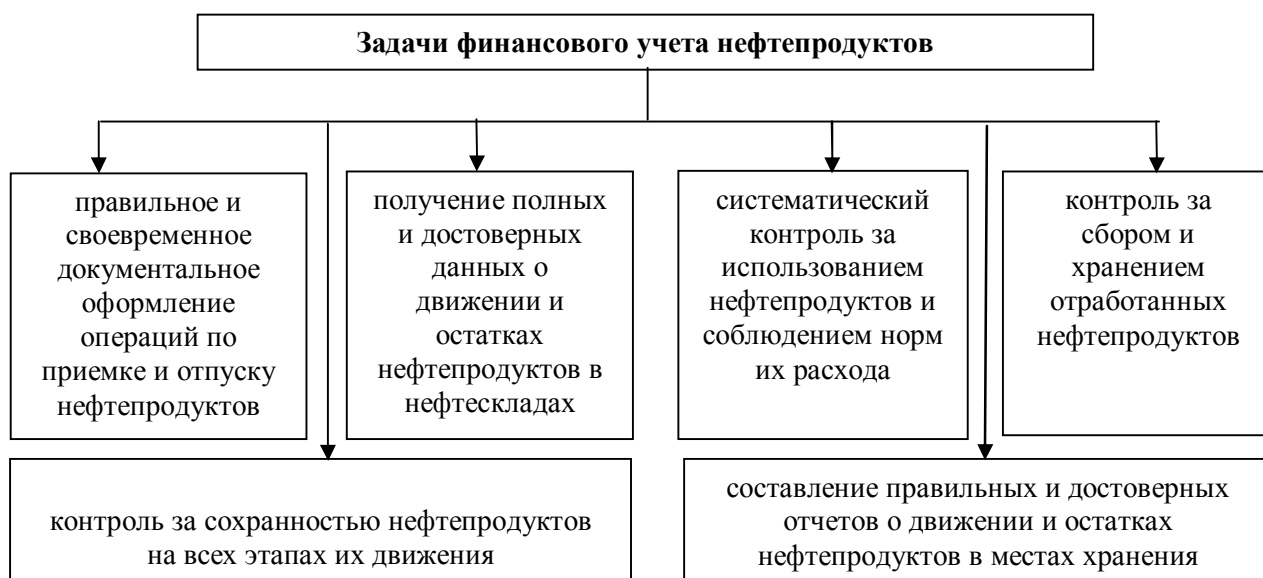 Задачи финансового учета нефтепродуктов
правильное и
своевременное
документальное
оформление
операций по
приемке и отпуску
нефтепродуктов
получение полных
и достоверных
данных о
движении и
остатках
нефтепродуктов в
нефтескладах
систематический
контроль за
использованием
нефтепродуктов и
соблюдением норм
их расхода
контроль за
сбором и
хранением
отработанных
нефтепродуктов
контроль за сохранностью нефтепродуктов
на всех этапах их движения
составление правильных и достоверных
отчетов о движении и остатках
нефтепродуктов в местах хранения